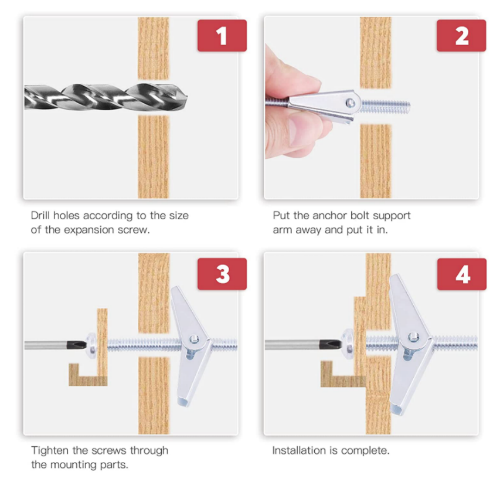 1
2
Drill holes according to the size
of the expansion screw.
Put the anchor bolt support
arm away and put it in.
3
4
Tighten the screws through
the mounting parts.
Installation is complete.